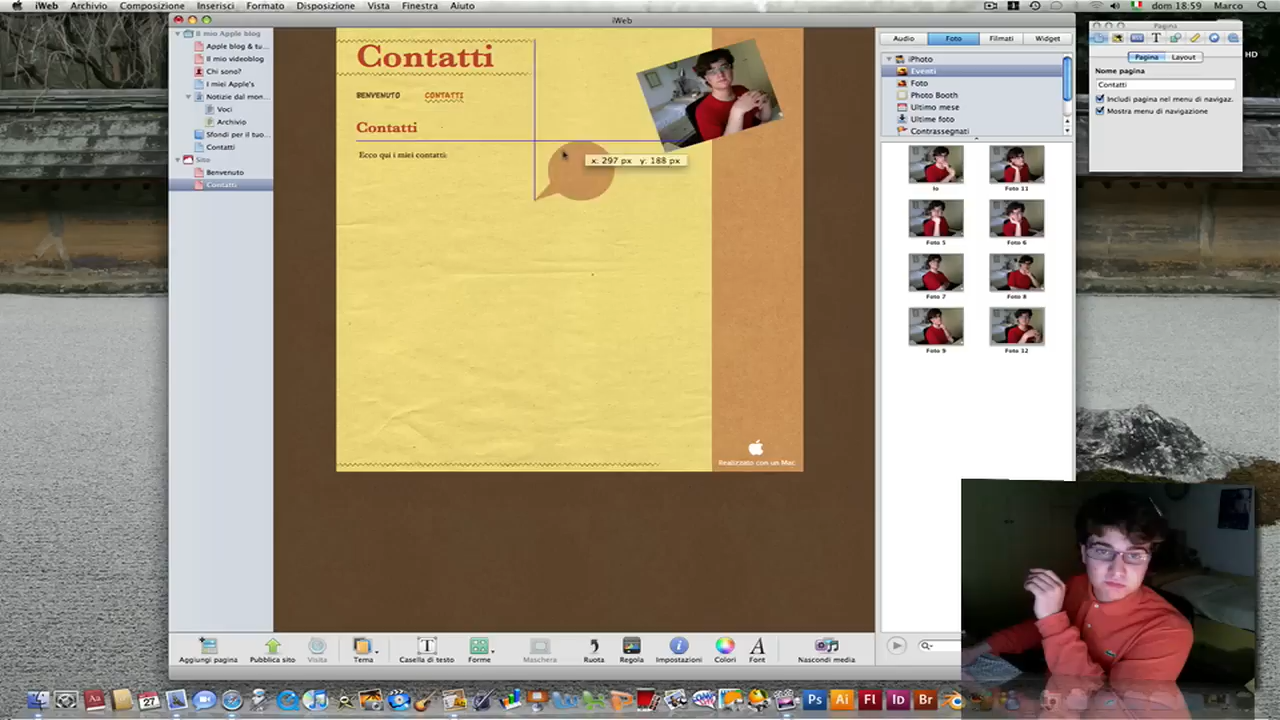 iWeb Archivio Composizione Inserisci Formato Disposizione Vista Finestra Aiuto
dom 18:59 Marco
iWeb
Il mio Apple blog
Apple blog & tu...
Il mio videoblog
Chi sono?
I miei Apple's
Notizie dal mon...
Voci
Archivio
Sfondi per il tuo...
Contatti
Sito
Benvenuto
Contatti
Contatti
BENVENUTO CONTATTI
Contatti
Ecco qui i miei contatti:
x: 297 px y: 188 px
Realizzato con un Mac
Audio Foto Filmati Widget
iPhoto
Eventi
Foto
Photo Booth
Ultimo mese
Ultime foto
Contrassegnati
Io Foto 11
Foto 5 Foto 6
Foto 7 Foto 8
Foto 9 Foto 12
Pagina
Pagina Layout
Nome pagina
Contatti
Includi pagina nel menu di navigaz.
Mostra menu di navigazione
HD
Aggiungi pagina Pubblica sito Visita Tema Casella di testo Forme Maschera Ruota Regola Impostazioni Colori Font Nascondi media
27
Ps Ai Fl Id Br